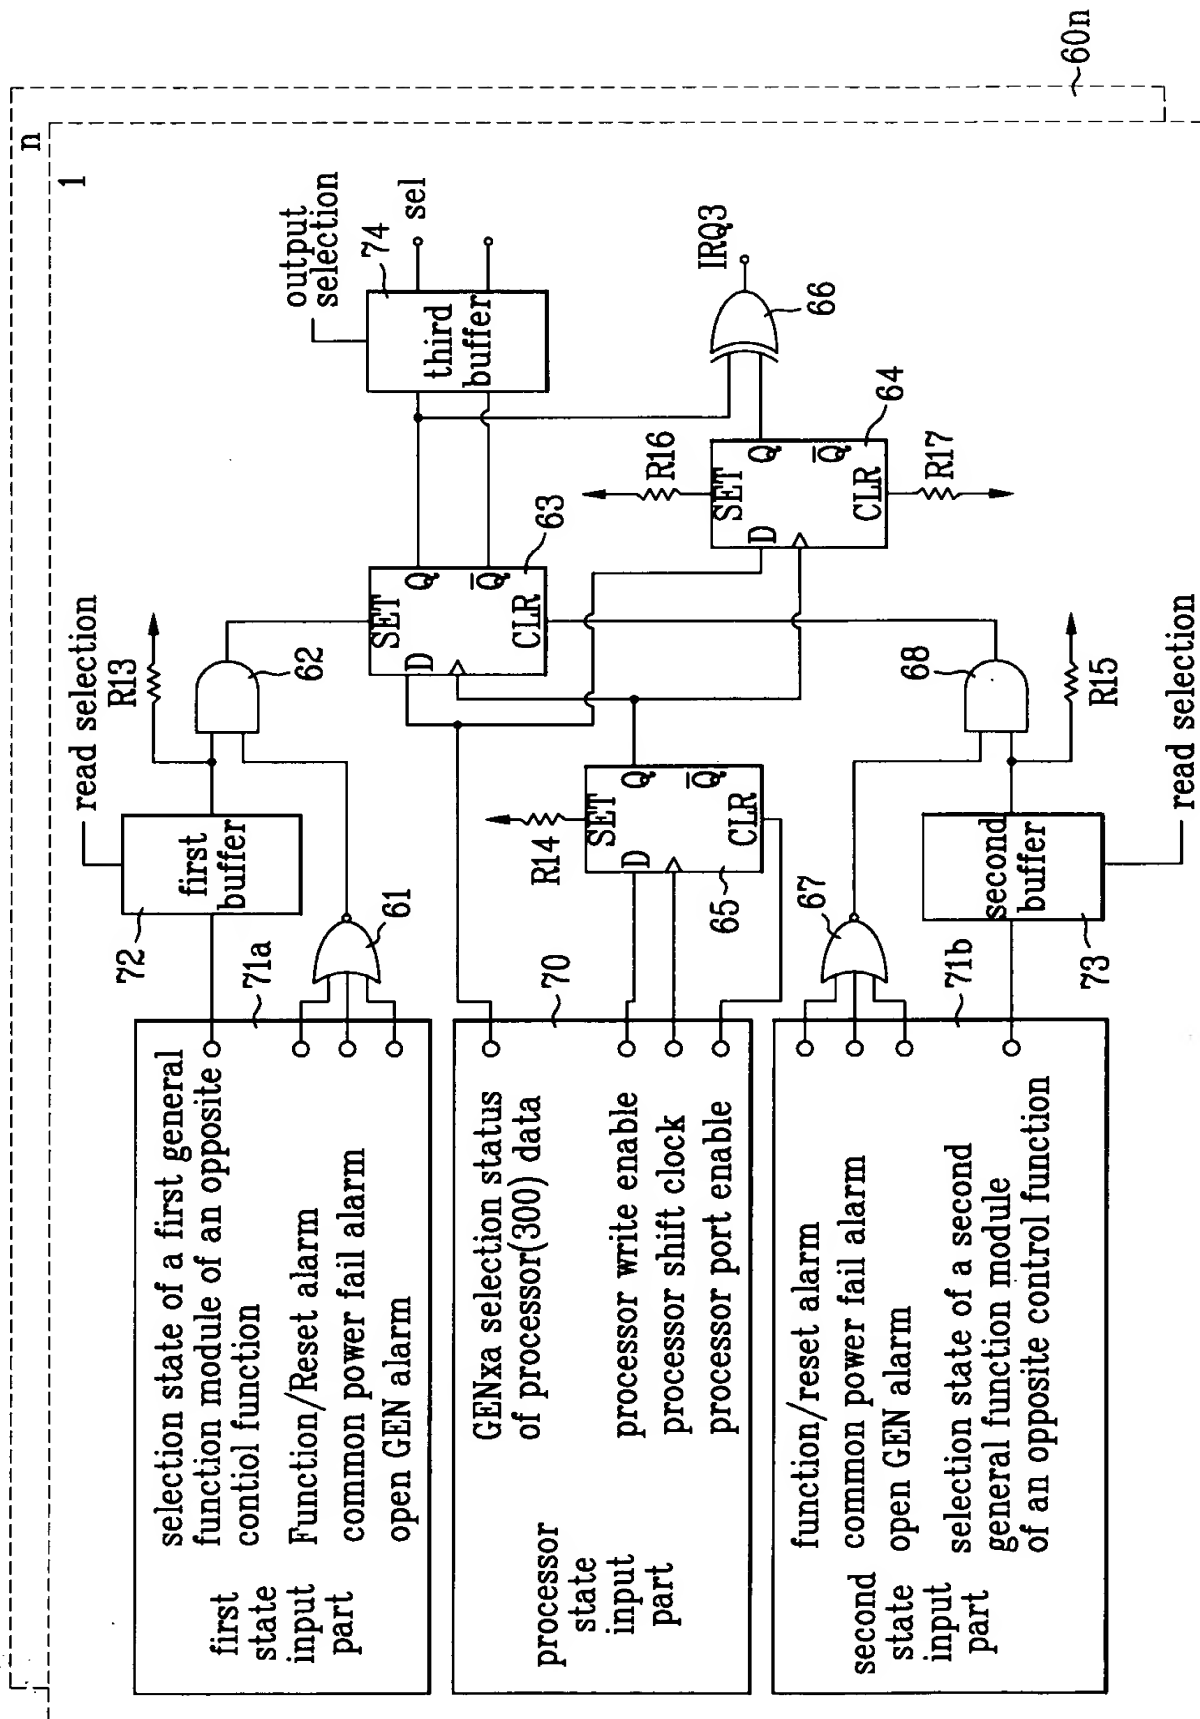 60n
n
1
first
state
input
part
selection state of a first general
function module of an opposite
contiol function
Function/Reset alarm
common power fail alarm
open GEN alarm
71a
72
first
buffer
read selection
R13
61
62
processor
state
input
part
GENxa selection status
of processor(300) data
processor write enable
processor shift clock
processor port enable
70
R14
SET
D
Q
Q
CLR
65
SET
D
Q
Q
CLR
63
output
selection
74
third
buffer
sel
R16
SET
D
Q
Q
CLR
64
R17
IRQ3
66
second
state
input
part
function/reset alarm
common power fail alarm
open GEN alarm
selection state of a second
general function module
of an opposite control function
71b
67
68
73
second
buffer
R15
read selection